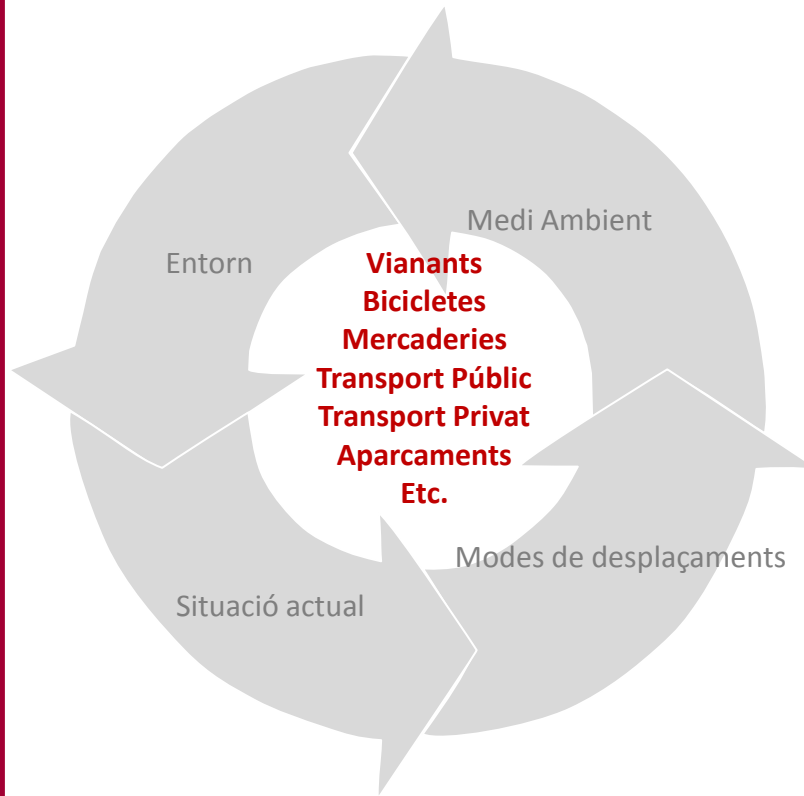 Medi Ambient
Entorn
Vianants
Bicicletes
Mercaderies
Transport Públic
Transport Privat
Aparcaments
Etc.
Modes de desplaçaments
Situació actual